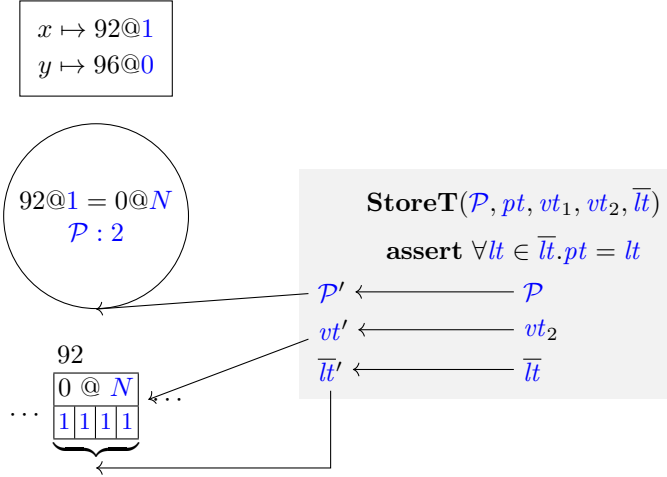 x ↦ 92@1
y ↦ 96@0
92@1 = 0@N
𝒫 : 2
StoreT(𝒫, pt, vt₁, vt₂, l̅t̅)
assert ∀lt ∈ l̅t̅.pt = lt
𝒫′ 𝒫
vt′ vt₂
l̅t̅′ l̅t̅
92
0 @ N
... 1 1 1 1 ...